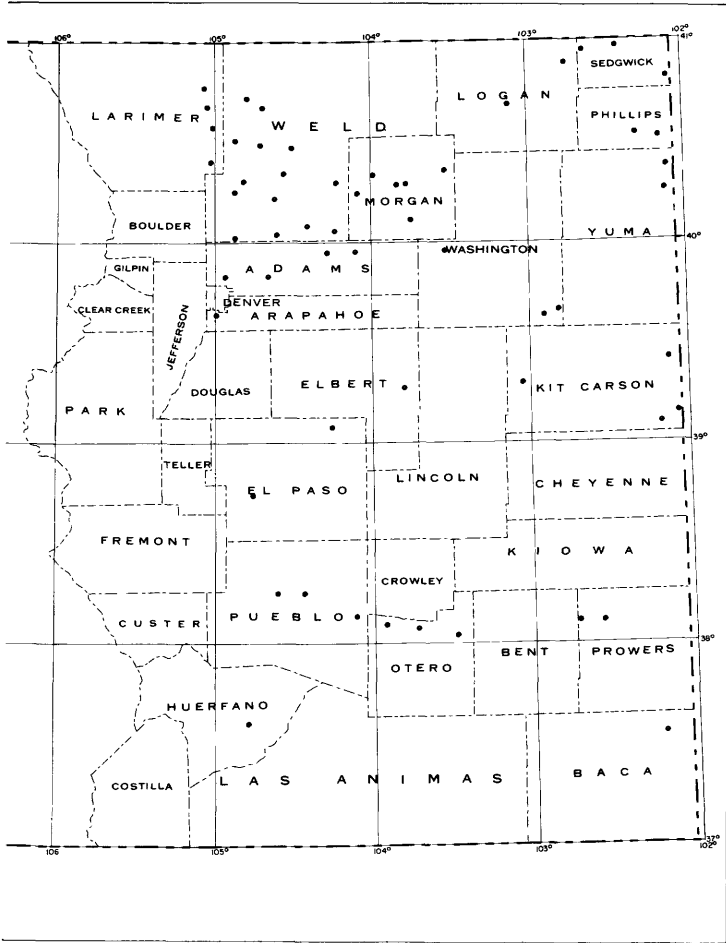 106° 105° 104° 103° 102°
41°
SEDGWICK
LOGAN
LARIMER
WELD
PHILLIPS
MORGAN
BOULDER
YUMA
40°
WASHINGTON
GILPIN
ADAMS
CLEAR CREEK
DENVER
ARAPAHOE
JEFFERSON
DOUGLAS
ELBERT
KIT CARSON
PARK
39°
TELLER
LINCOLN
CHEYENNE
EL PASO
FREMONT
KIOWA
CROWLEY
PUEBLO
CUSTER
38°
BENT
PROWERS
OTERO
HUERFANO
BACA
LAS ANIMAS
COSTILLA
37°
106 105° 104° 103° 102°